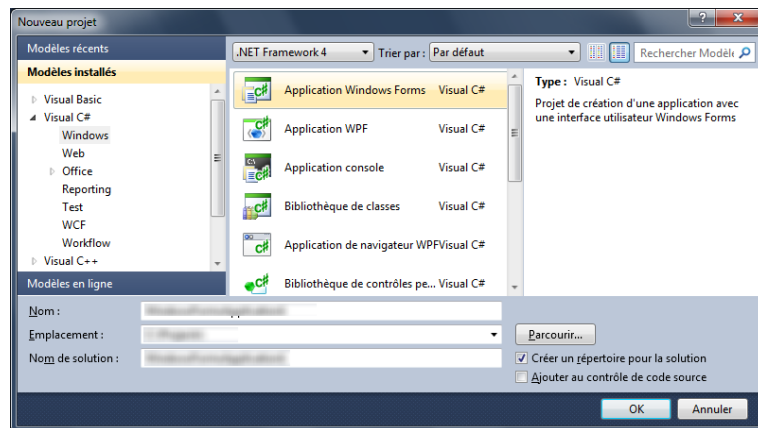 Nouveau projet
Modèles récents
.NET Framework 4 Trier par : Par défaut Rechercher Modèle
Modèles installés
Visual Basic
Visual C#
Windows
Web
Office
Reporting
Test
WCF
Workflow
Visual C++
Modèles en ligne
Application Windows Forms Visual C#
Application WPF Visual C#
Application console Visual C#
Bibliothèque de classes Visual C#
Application de navigateur WPF Visual C#
Bibliothèque de contrôles pe... Visual C#
Type : Visual C#
Projet de création d'une application avec
une interface utilisateur Windows Forms
Nom :
Emplacement :
Nom de solution :
Parcourir...
Créer un répertoire pour la solution
Ajouter au contrôle de code source
OK Annuler